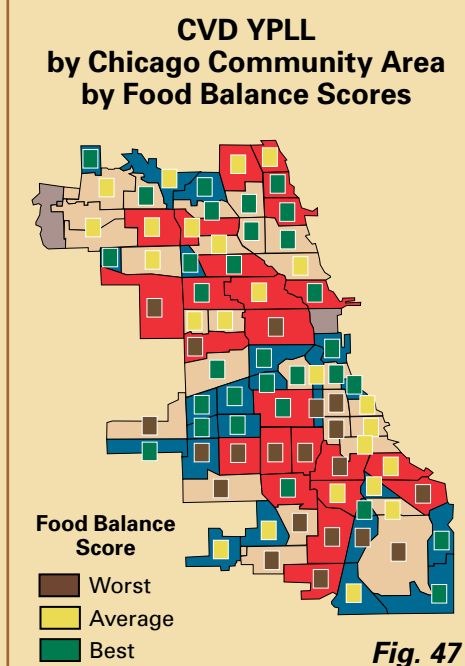 CVD YPLL
by Chicago Community Area
by Food Balance Scores
Food Balance
Score
Worst
Average
Best
Fig. 47